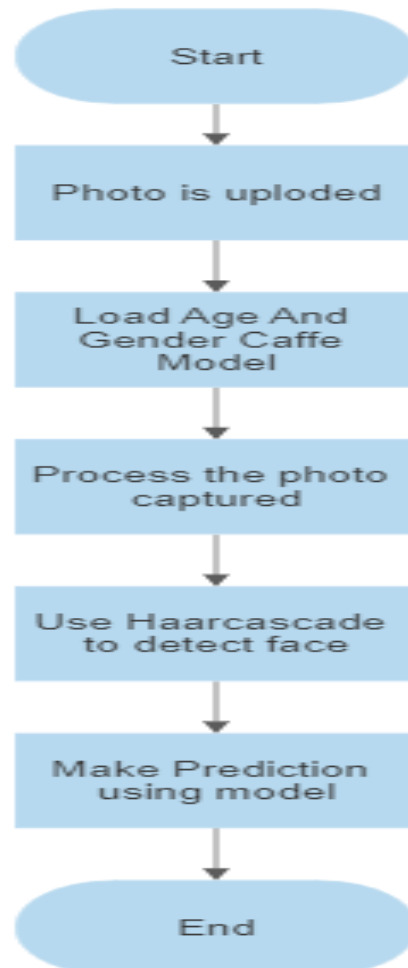 Start
Photo is uploded
Load Age And
Gender Caffe
Model
Process the photo
captured
Use Haarcascade
to detect face
Make Prediction
using model
End